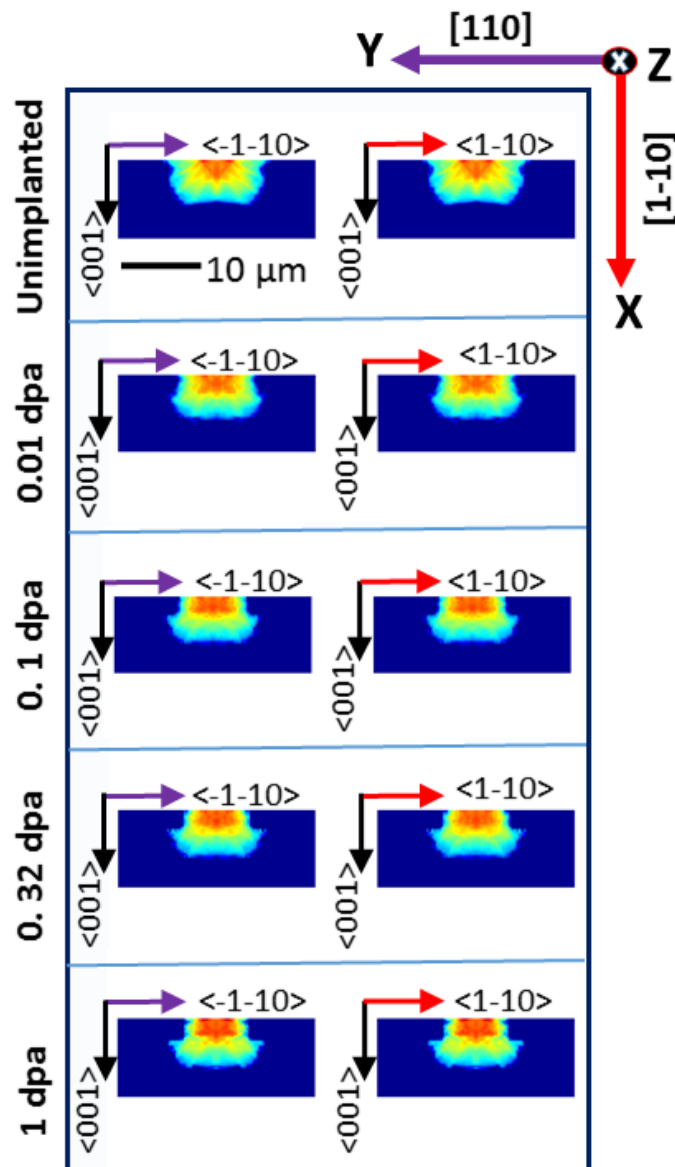 [110]
Y
Z
[1-10]
X
Unimplanted
<-1-10>
<1-10>
<001>
<001>
10 μm
0.01 dpa
<-1-10>
<1-10>
<001>
<001>
0. 1 dpa
<-1-10>
<1-10>
<001>
<001>
0. 32 dpa
<-1-10>
<1-10>
<001>
<001>
1 dpa
<-1-10>
<1-10>
<001>
<001>